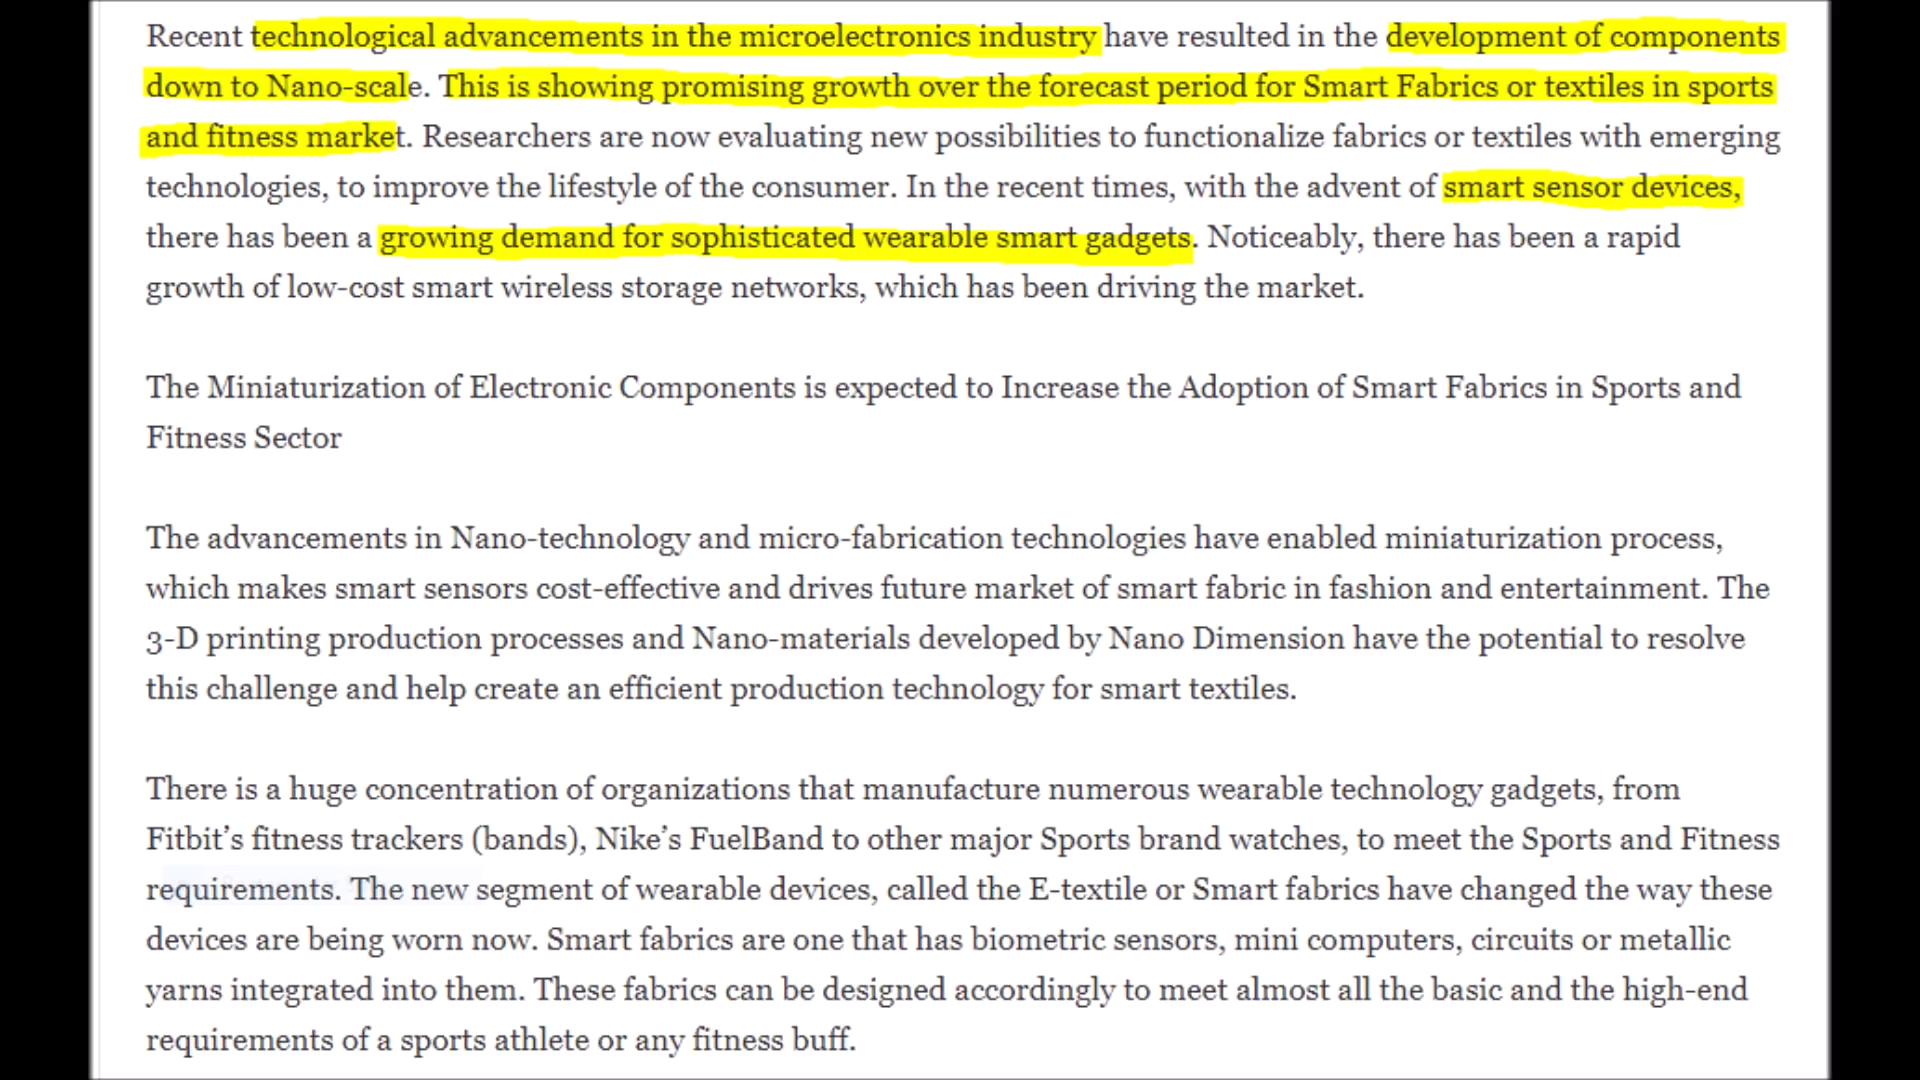 Recent technological advancements in the microelectronics industry have resulted in the development of components
down to Nano-scale. This is showing promising growth over the forecast period for Smart Fabrics or textiles in sports
and fitness market. Researchers are now evaluating new possibilities to functionalize fabrics or textiles with emerging
technologies, to improve the lifestyle of the consumer. In the recent times, with the advent of smart sensor devices,
there has been a growing demand for sophisticated wearable smart gadgets. Noticeably, there has been a rapid
growth of low-cost smart wireless storage networks, which has been driving the market.
The Miniaturization of Electronic Components is expected to Increase the Adoption of Smart Fabrics in Sports and
Fitness Sector
The advancements in Nano-technology and micro-fabrication technologies have enabled miniaturization process,
which makes smart sensors cost-effective and drives future market of smart fabric in fashion and entertainment. The
3-D printing production processes and Nano-materials developed by Nano Dimension have the potential to resolve
this challenge and help create an efficient production technology for smart textiles.
There is a huge concentration of organizations that manufacture numerous wearable technology gadgets, from
Fitbit’s fitness trackers (bands), Nike’s FuelBand to other major Sports brand watches, to meet the Sports and Fitness
requirements. The new segment of wearable devices, called the E-textile or Smart fabrics have changed the way these
devices are being worn now. Smart fabrics are one that has biometric sensors, mini computers, circuits or metallic
yarns integrated into them. These fabrics can be designed accordingly to meet almost all the basic and the high-end
requirements of a sports athlete or any fitness buff.